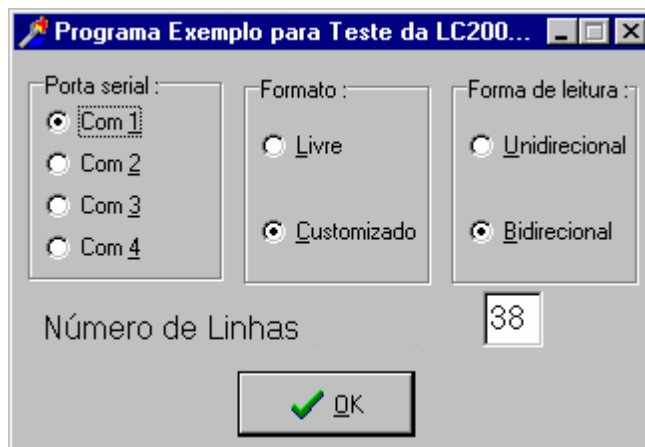 Programa Exemplo para Teste da LC200...
Porta serial :
Com 1
Com 2
Com 3
Com 4
Formato :
Livre
Customizado
Forma de leitura :
Unidirecional
Bidirecional
Número de Linhas
38
OK